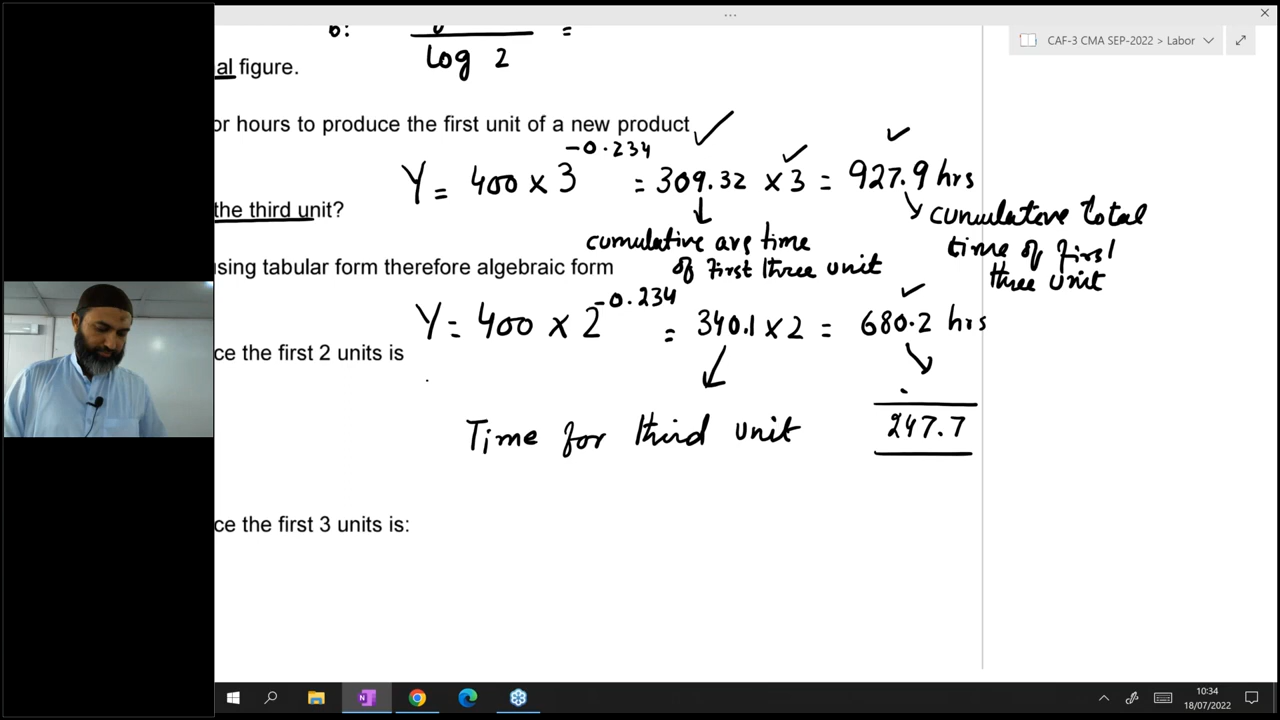 CAF-3 CMA SEP-2022 > Labor
6: =
log 2
al figure.
or hours to produce the first unit of a new product
Y = 400 × 3^-0.234 = 309.32 × 3 = 927.9 hrs
the third unit?
cumulative ave time
of First three unit
cumulative total
time of first
three unit
using tabular form therefore algebraic form
Y = 400 × 2^-0.234 = 340.1 × 2 = 680.2 hrs
ce the first 2 units is
Time for third unit 247.7
ce the first 3 units is:
10:34
18/07/2022